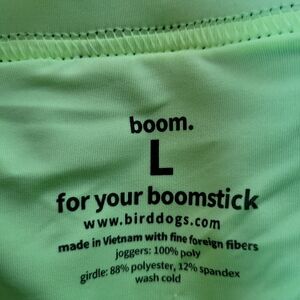 boom.
L
for your boomstick
www.birddogs.com
made in Vietnam with fine foreign fibers
joggers: 100% poly
girdle: 88% polyester, 12% spandex
wash cold